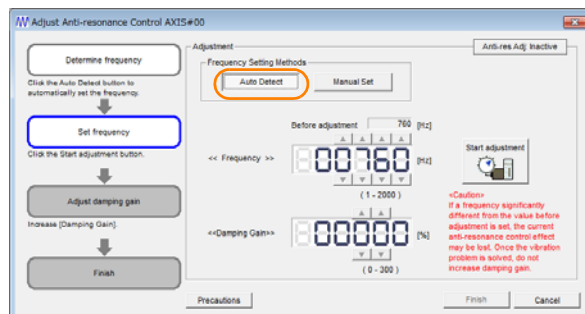 Adjust Anti-resonance Control AXIS#00
Determine frequency
Click the Auto Detect button to
automatically set the frequency.
Set frequency
Click the Start adjustment button.
Adjust damping gain
Increase [Damping Gain].
Finish
Adjustment
Anti-res Adj: Inactive
Frequency Setting Methods
Auto Detect
Manual Set
Before adjustment 760 [Hz]
<< Frequency >> 00760 [Hz]
(1 - 2000)
<<Damping Gain>> 00000 [%]
(0 - 300)
Start adjustment
<Caution>
If a frequency significantly
different from the value before
adjustment is set, the current
anti-resonance control effect
may be lost. Once the vibration
problem is solved, do not
increase damping gain.
Precautions
Finish
Cancel